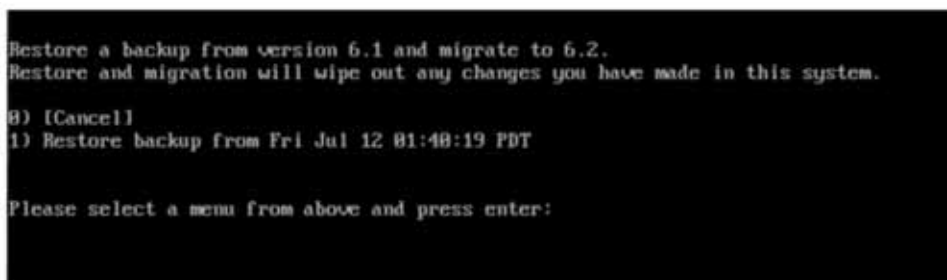 Restore a backup from version 6.1 and migrate to 6.2.
Restore and migration will wipe out any changes you have made in this system.
0) [Cancel]
1) Restore backup from Fri Jul 12 01:40:19 PDT
Please select a menu from above and press enter: